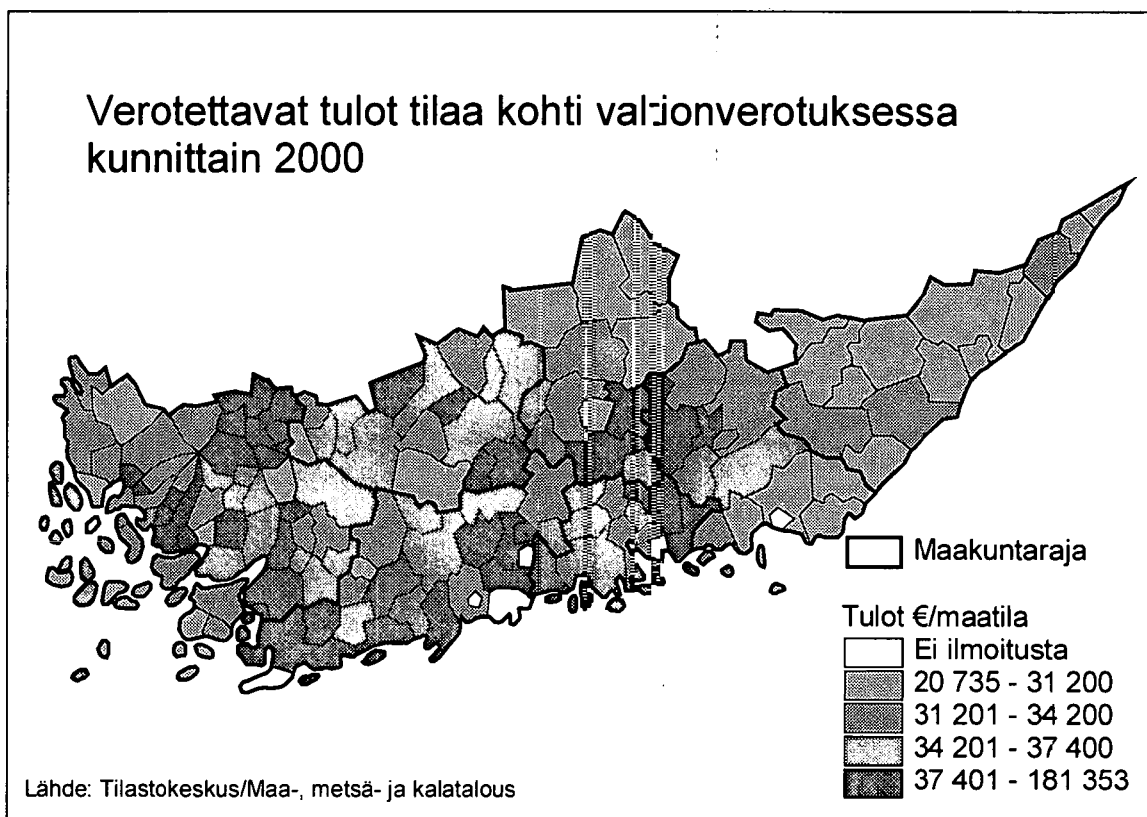 Verotettavat tulot tilaa kohti valtionverotuksessa
kunnittain 2000
Maakuntaraja
Tulot €/maatila
Ei ilmoitusta
20 735 - 31 200
31 201 - 34 200
34 201 - 37 400
37 401 - 181 353
Lähde: Tilastokeskus/Maa-, metsä- ja kalatalous